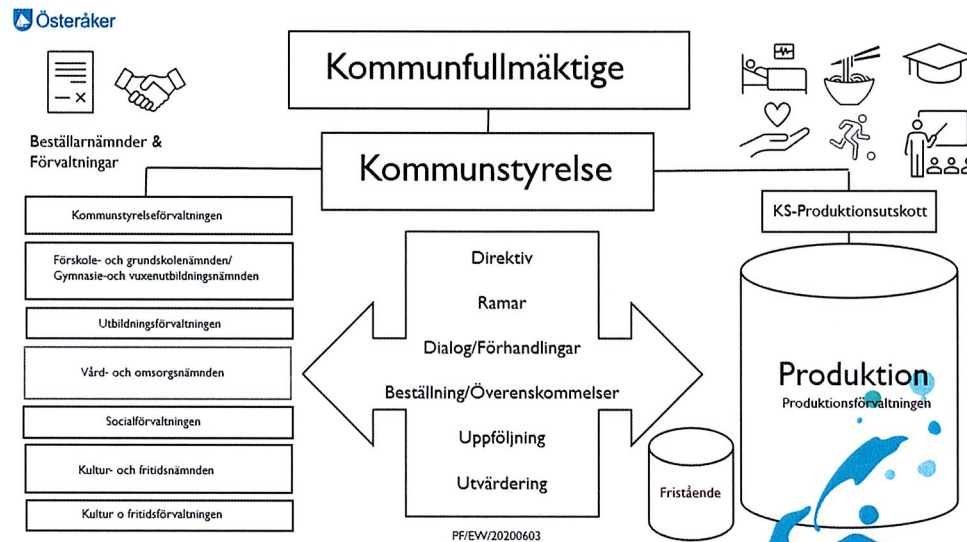 Österåker
Kommunfullmäktige
Beställarnämnder &
Förvaltningar
Kommunstyrelse
Kommunstyrelseförvaltningen
Förskole- och grundskolenämnden/
Gymnasie-och vuxenutbildningsnämnden
Utbildningsförvaltningen
Vård- och omsorgsnämnden
Socialförvaltningen
Kultur- och fritidsnämnden
Kultur o fritidsförvaltningen
Direktiv
Ramar
Dialog/Förhandlingar
Beställning/Överenskommelser
Uppföljning
Utvärdering
KS-Produktionsutskott
Produktion
Produktionsförvaltningen
Fristående
PF/EW/20200603